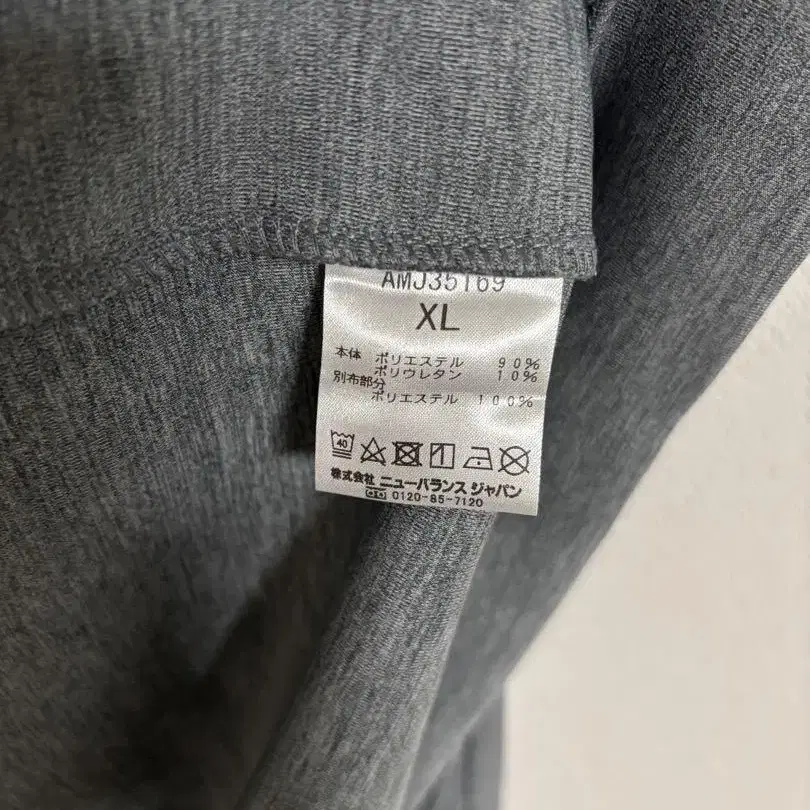 AMJ35169
XL
本体 ポリエステル 90%
ポリウレタン 10%
別布部分
ポリエステル 100%
40
株式会社 ニューバランス ジャパン
0120-85-7120